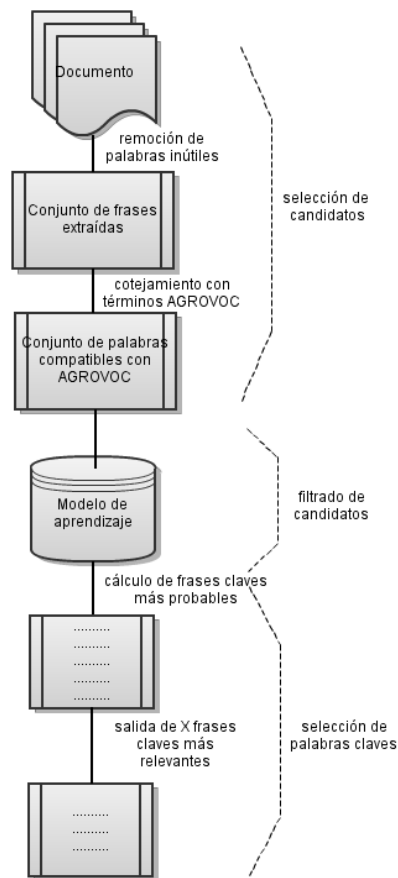 Documento
remoción de
palabras inútiles
Conjunto de frases
extraídas
selección de
candidatos
cotejamiento con
términos AGROVOC
Conjunto de palabras
compatibles con
AGROVOC
Modelo de
aprendizaje
filtrado de
candidatos
cálculo de frases claves
más probables
..........
..........
..........
..........
..........
salida de X frases
claves más
relevantes
selección de
palabras claves
..........
..........
..........